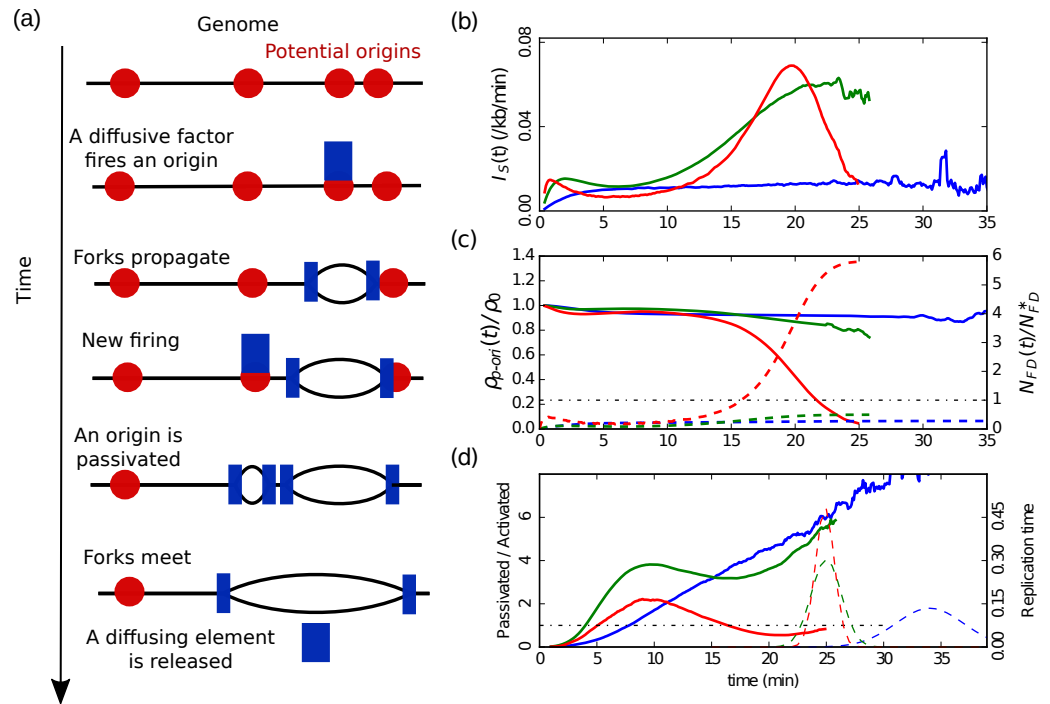 (a)
Genome
Potential origins
A diffusive factor
fires an origin
Forks propagate
New firing
An origin is
passivated
Forks meet
A diffusing element
is released
Time
(b)
I_S(t) (/kb/min)
0.08
0.04
0.00
0 5 10 15 20 25 30 35
(c)
ρ_{p-ori}(t)/ρ_0
1.4
1.2
1.0
0.8
0.6
0.4
0.2
0.0
N_{FD}(t)/N*_{FD}
6
5
4
3
2
1
0
0 5 10 15 20 25 30 35
(d)
Passivated / Activated
6
4
2
0
Replication time
0.45
0.30
0.15
0.00
0 5 10 15 20 25 30 35
time (min)